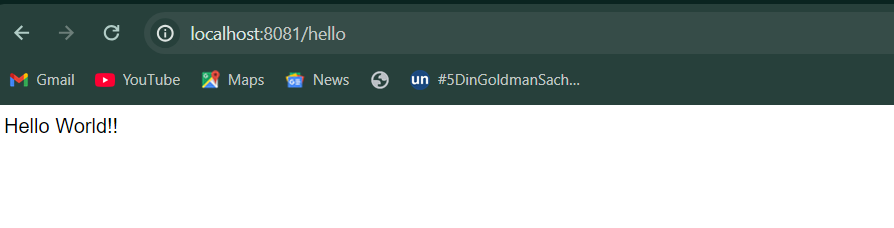 localhost:8081/hello
Gmail YouTube Maps News un #5DinGoldmanSach...
Hello World!!